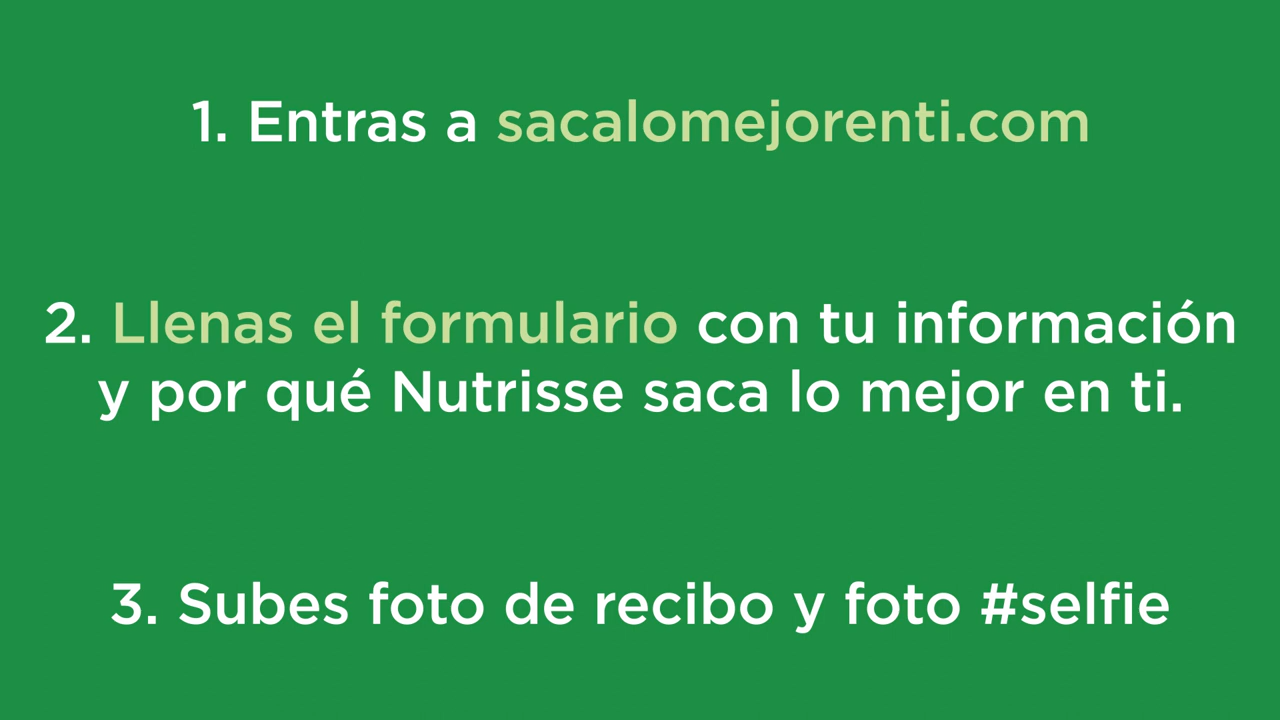 1. Entras a sacalomejorenti.com
2. Llenas el formulario con tu información
y por qué Nutrisse saca lo mejor en ti.
3. Subes foto de recibo y foto #selfie